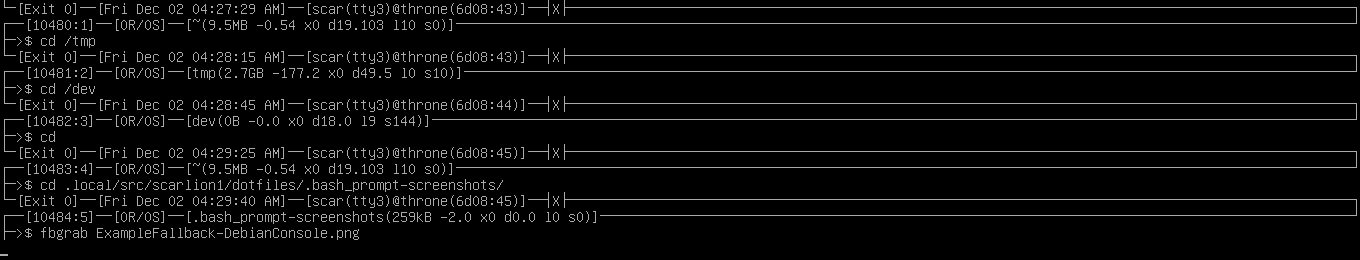 └─[Exit 0]──[Fri Dec 02 04:27:29 AM]──[scar(tty3)@throne(6d08:43)]──┤X├
┌──[10480:1]──[0R/0S]──[~(9.5MB -0.54 x0 d19.103 l10 s0)]
├─>$ cd /tmp
└─[Exit 0]──[Fri Dec 02 04:28:15 AM]──[scar(tty3)@throne(6d08:43)]──┤X├
┌──[10481:2]──[0R/0S]──[tmp(2.7GB -177.2 x0 d49.5 l0 s10)]
├─>$ cd /dev
└─[Exit 0]──[Fri Dec 02 04:28:45 AM]──[scar(tty3)@throne(6d08:44)]──┤X├
┌──[10482:3]──[0R/0S]──[dev(0B -0.0 x0 d18.0 l9 s144)]
├─>$ cd
└─[Exit 0]──[Fri Dec 02 04:29:25 AM]──[scar(tty3)@throne(6d08:45)]──┤X├
┌──[10483:4]──[0R/0S]──[~(9.5MB -0.54 x0 d19.103 l10 s0)]
├─>$ cd .local/src/scarlion1/dotfiles/.bash_prompt-screenshots/
└─[Exit 0]──[Fri Dec 02 04:29:40 AM]──[scar(tty3)@throne(6d08:45)]──┤X├
┌──[10484:5]──[0R/0S]──[.bash_prompt-screenshots(259kB -2.0 x0 d0.0 l0 s0)]
├─>$ fbgrab ExampleFallback-DebianConsole.png